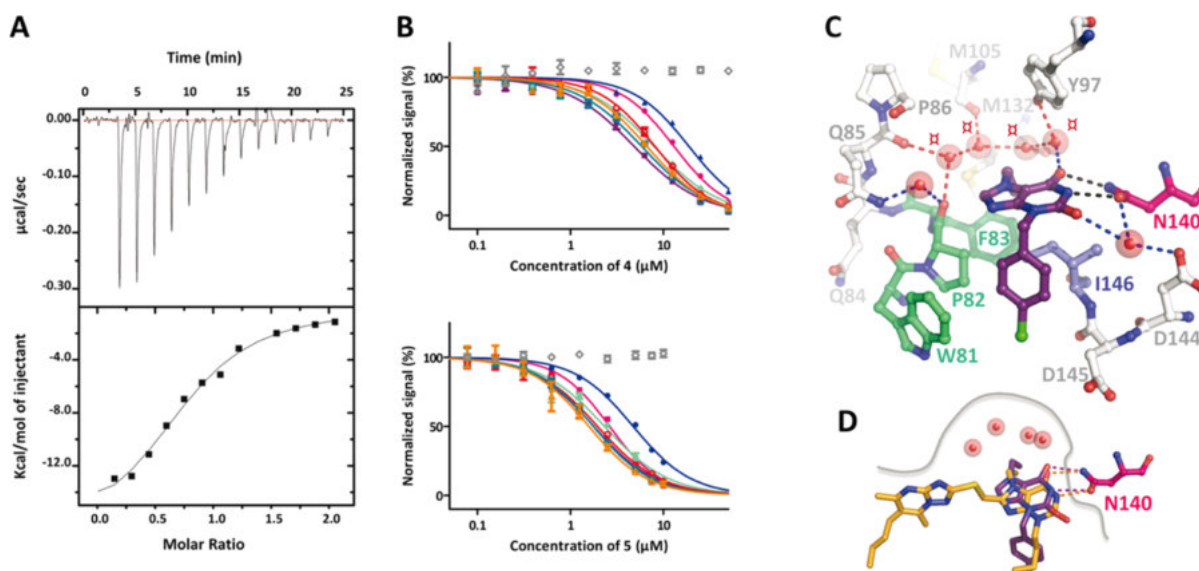 A
Time (min)
0 5 10 15 20 25
0.00
-0.10
-0.20
-0.30
µcal/sec
-4.0
-8.0
-12.0
Kcal/mol of injectant
0.0 0.5 1.0 1.5 2.0
Molar Ratio
B
100
50
0
Normalized signal (%)
0.1 1 10
Concentration of 4 (µM)
100
50
0
Normalized signal (%)
0.1 1 10
Concentration of 5 (µM)
C
M105
Y97
P86
M132
Q85
¤ ¤ ¤ ¤
N140
F83
I146
Q84
P82
D144
W81
D145
D
N140